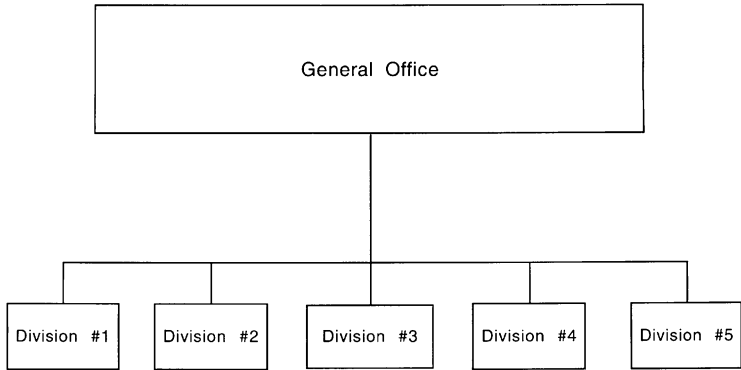 General Office
Division #1
Division #2
Division #3
Division #4
Division #5